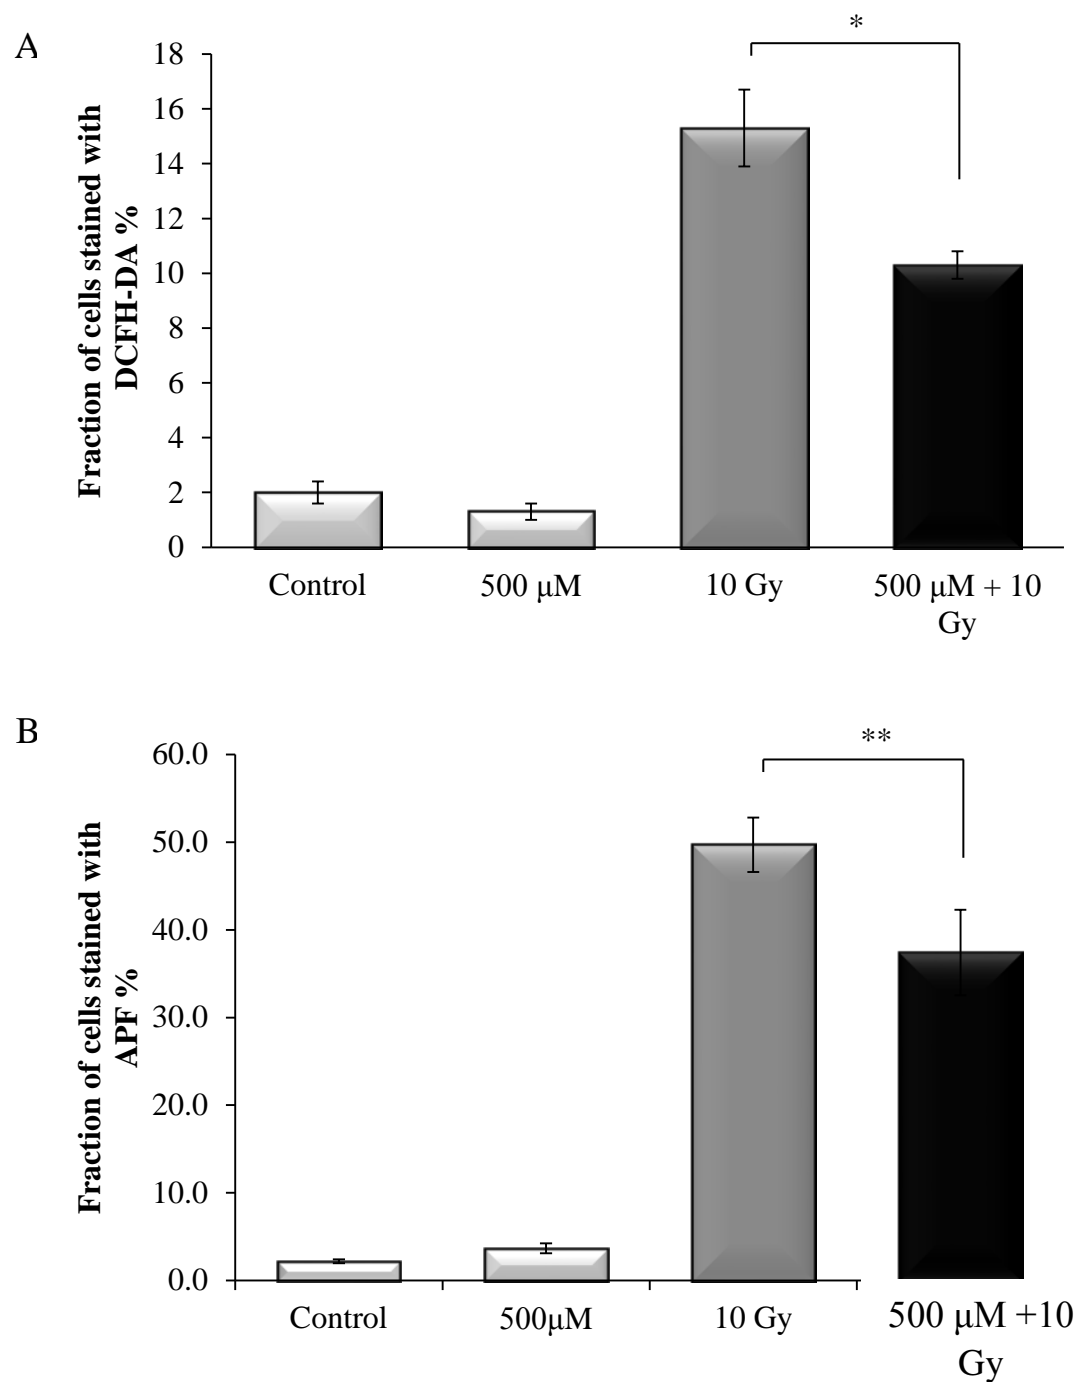 A
*
18
16
14
12
10
8
6
4
2
0
Fraction of cells stained with
DCFH-DA %
Control
500 μM
10 Gy
500 μM + 10
Gy
B
**
60.0
50.0
40.0
30.0
20.0
10.0
0.0
Fraction of cells stained with
APF %
Control
500μM
10 Gy
500 μM +10
Gy